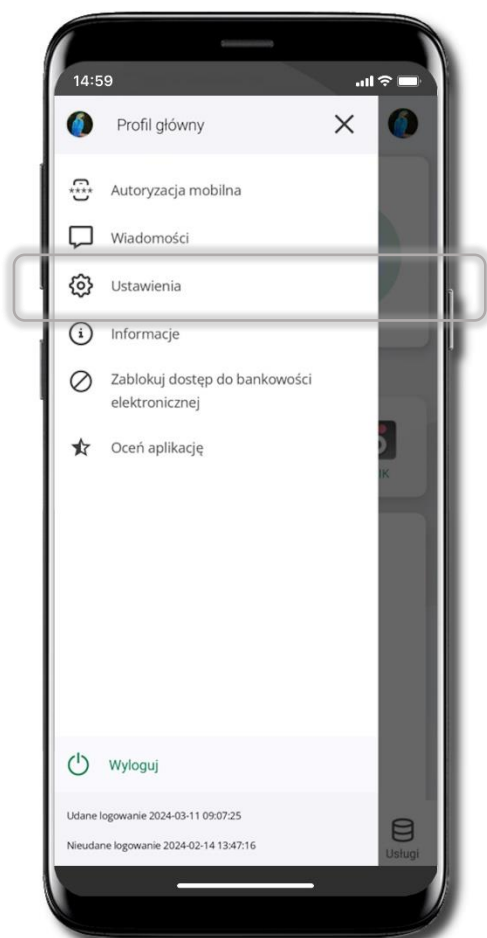 14:59
Profil główny
Autoryzacja mobilna
Wiadomości
Ustawienia
Informacje
Zablokuj dostęp do bankowości
elektronicznej
Oceń aplikację
IK
Wyloguj
Udane logowanie 2024-03-11 09:07:25
Nieudane logowanie 2024-02-14 13:47:16
Usługi